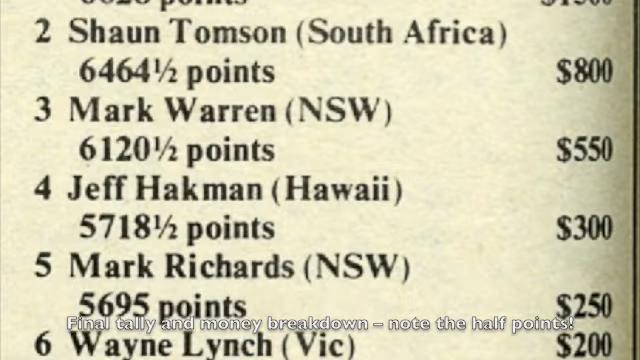 2 Shaun Tomson (South Africa)
6464½ points $800
3 Mark Warren (NSW)
6120½ points $550
4 Jeff Hakman (Hawaii)
5718½ points $300
5 Mark Richards (NSW)
5695 points $250
Final tally and money breakdown – note the half points!
6 Wayne Lynch (Vic) $200